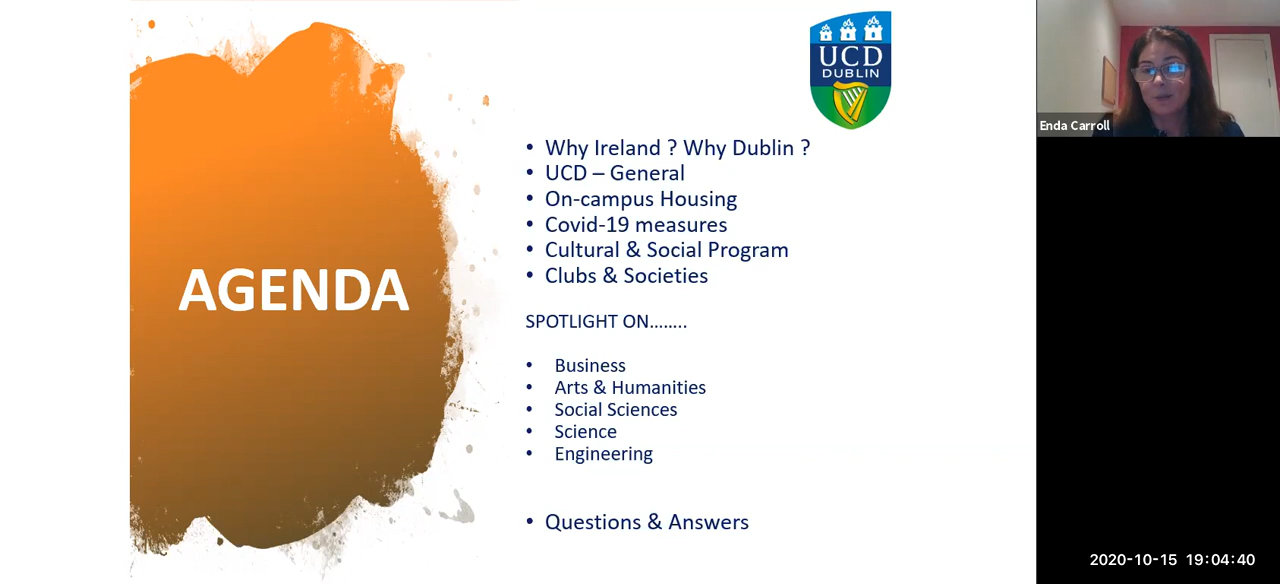 UCD
DUBLIN
Enda Carroll
AGENDA
• Why Ireland ? Why Dublin ?
• UCD – General
• On-campus Housing
• Covid-19 measures
• Cultural & Social Program
• Clubs & Societies
SPOTLIGHT ON........
• Business
• Arts & Humanities
• Social Sciences
• Science
• Engineering
• Questions & Answers
2020-10-15 19:04:40